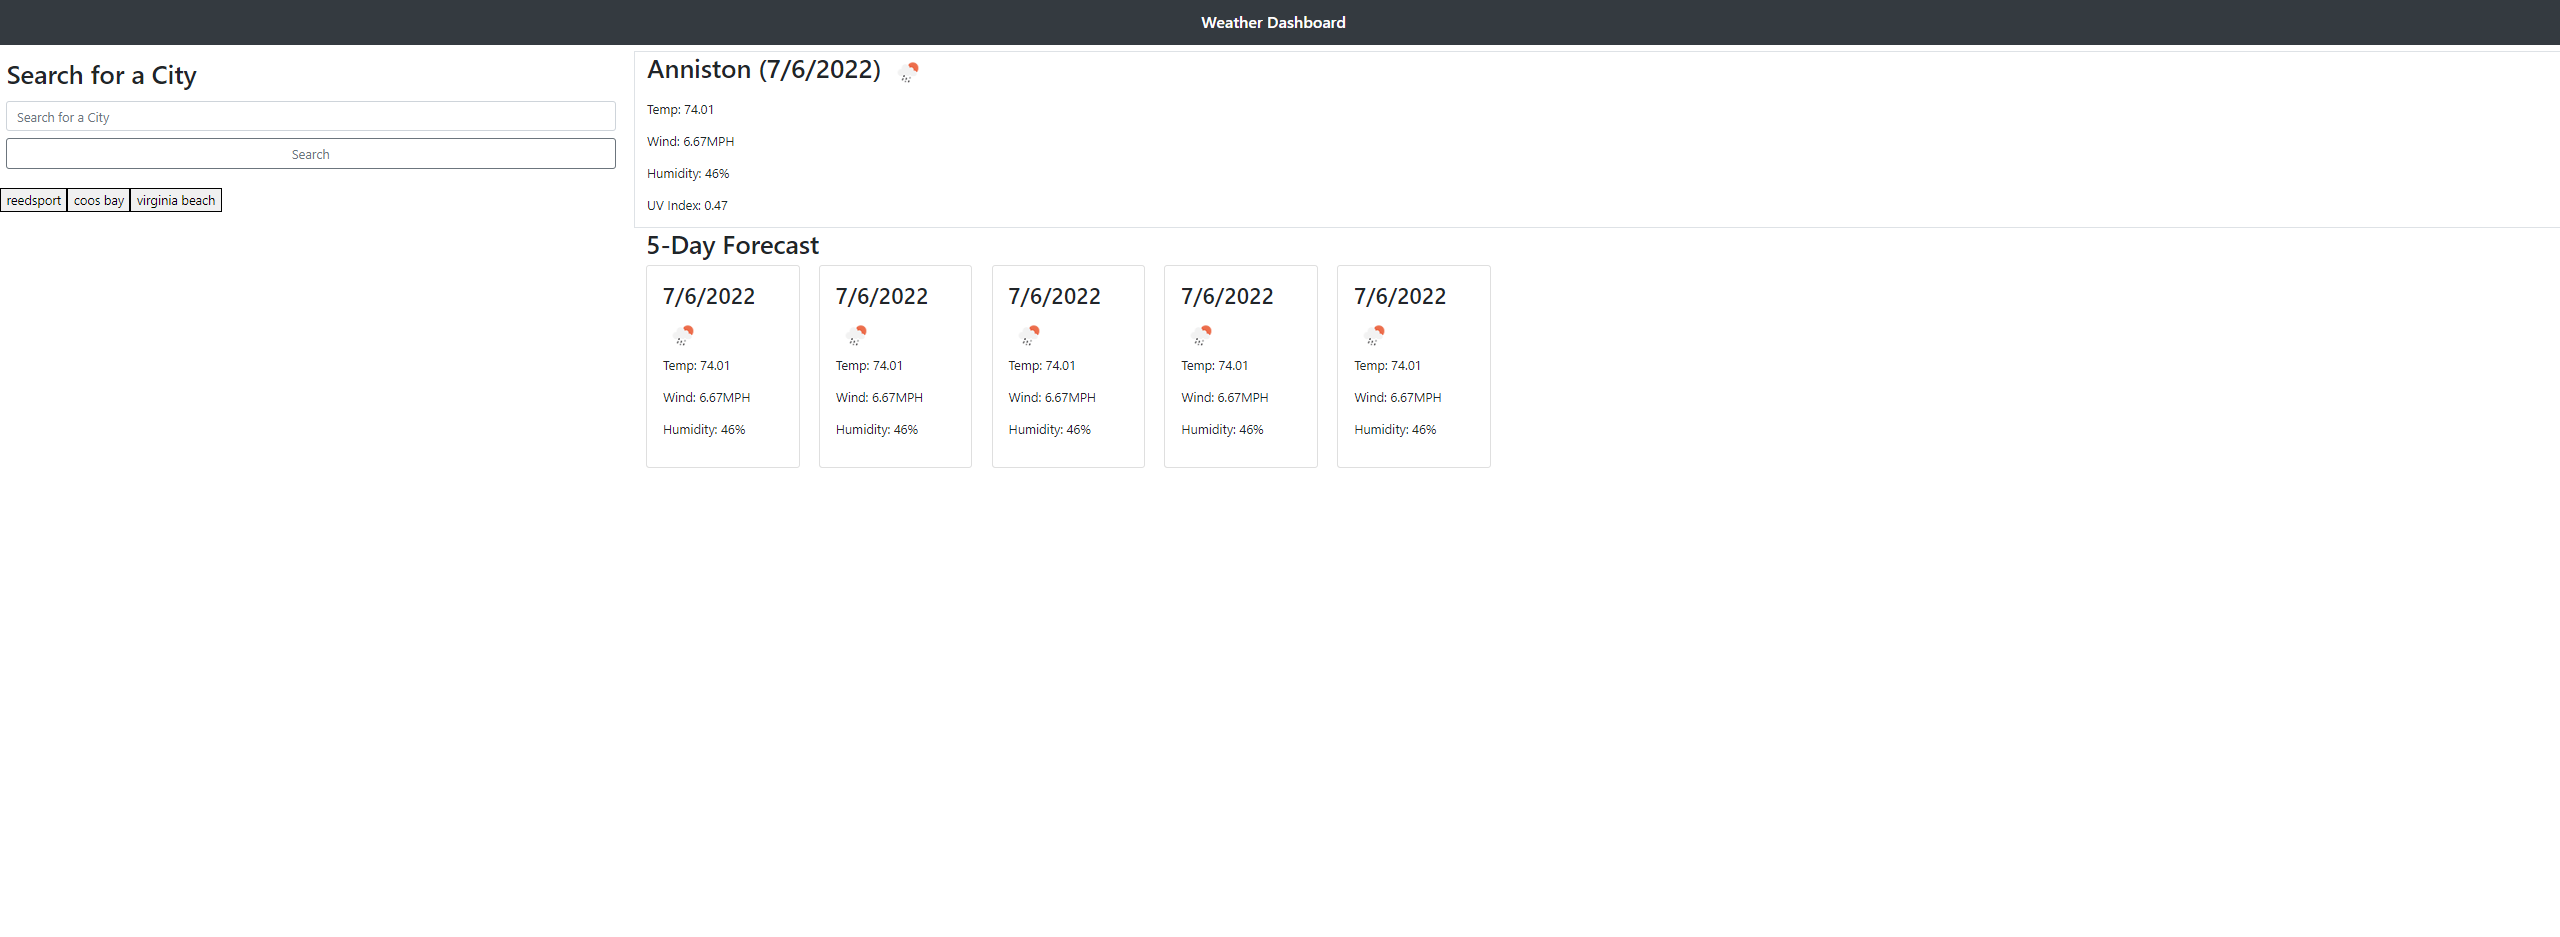 Weather Dashboard
Search for a City
Search for a City
Search
reedsport coos bay virginia beach
Anniston (7/6/2022)
Temp: 74.01
Wind: 6.67MPH
Humidity: 46%
UV Index: 0.47
5-Day Forecast
7/6/2022
Temp: 74.01
Wind: 6.67MPH
Humidity: 46%
7/6/2022
Temp: 74.01
Wind: 6.67MPH
Humidity: 46%
7/6/2022
Temp: 74.01
Wind: 6.67MPH
Humidity: 46%
7/6/2022
Temp: 74.01
Wind: 6.67MPH
Humidity: 46%
7/6/2022
Temp: 74.01
Wind: 6.67MPH
Humidity: 46%